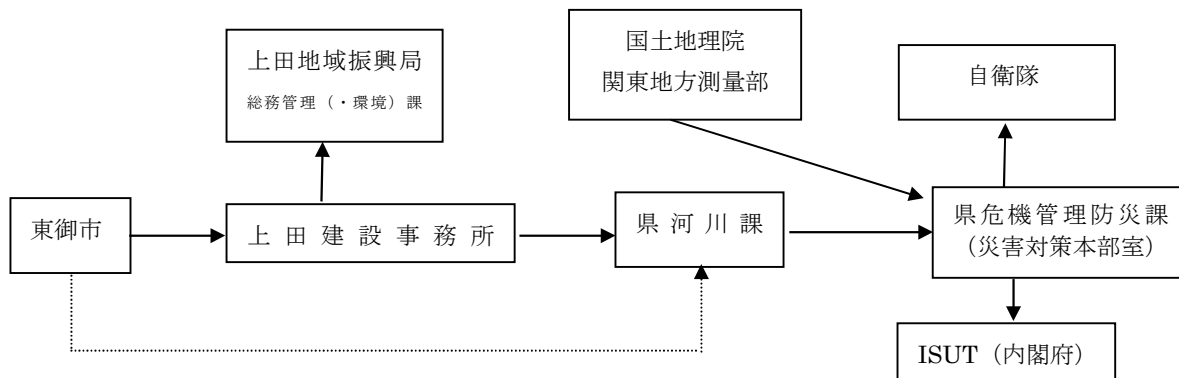 上田地域振興局
総務管理（・環境）課
国土地理院
関東地方測量部
自衛隊
東御市
上田建設事務所
県河川課
県危機管理防災課
（災害対策本部室）
ISUT（内閣府）